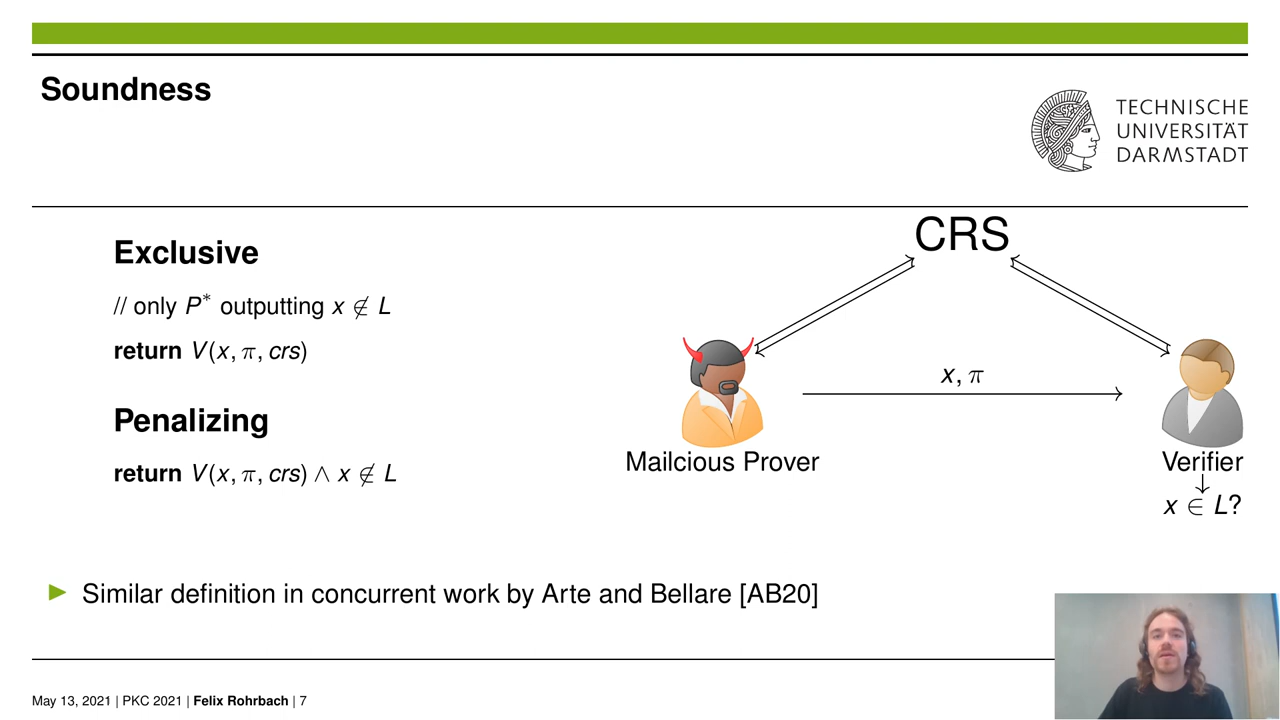 Soundness
TECHNISCHE
UNIVERSITÄT
DARMSTADT
Exclusive
// only P* outputting x ∉ L
return V(x, π, crs)
Penalizing
return V(x, π, crs) ∧ x ∉ L
CRS
x, π
Mailcious Prover
Verifier
x ∈ L?
Similar definition in concurrent work by Arte and Bellare [AB20]
May 13, 2021 | PKC 2021 | Felix Rohrbach | 7